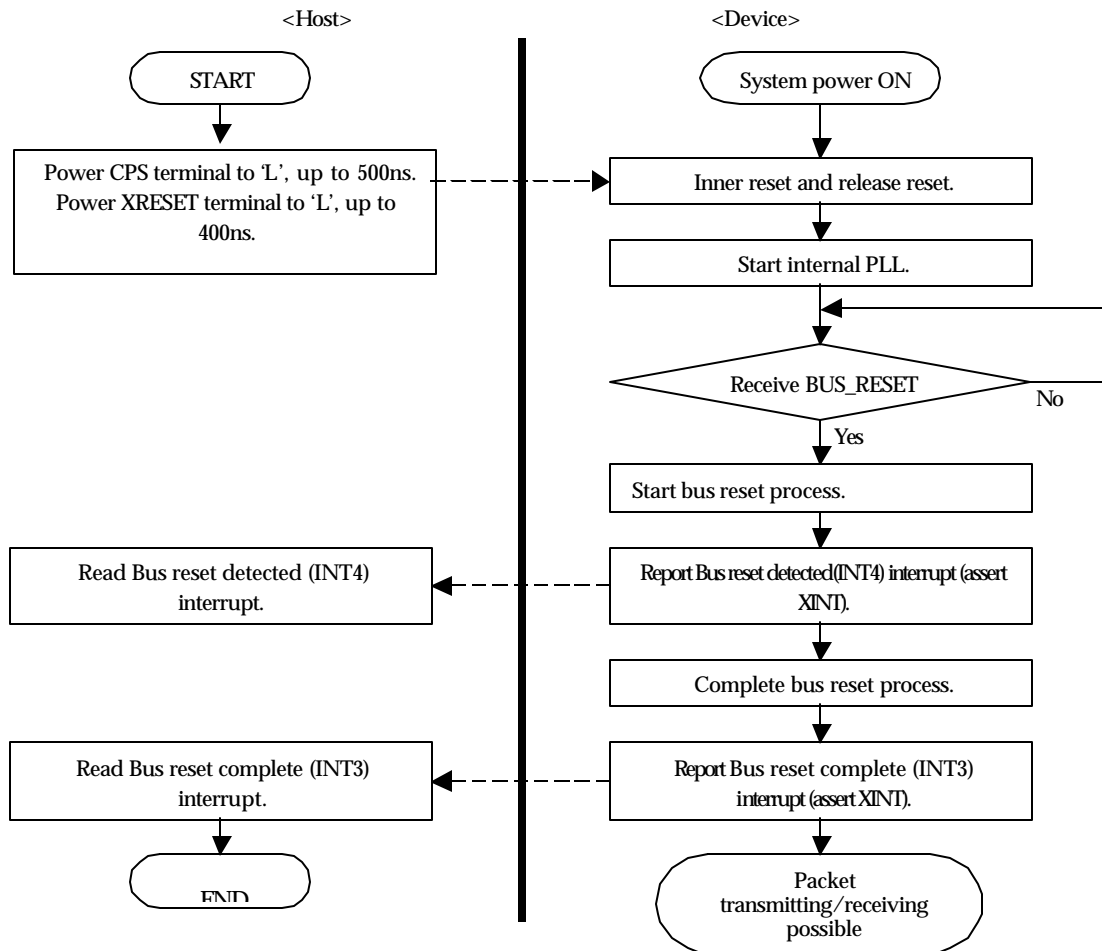 <Host>
<Device>
START
System power ON
Power CPS terminal to ‘L’, up to 500ns.
Power XRESET terminal to ‘L’, up to
400ns.
Inner reset and release reset.
Start internal PLL.
Receive BUS_RESET
No
Yes
Start bus reset process.
Read Bus reset detected (INT4)
interrupt.
Report Bus reset detected(INT4) interrupt (assert
XINT).
Complete bus reset process.
Read Bus reset complete (INT3)
interrupt.
Report Bus reset complete (INT3)
interrupt (assert XINT).
END
Packet
transmitting/receiving
possible